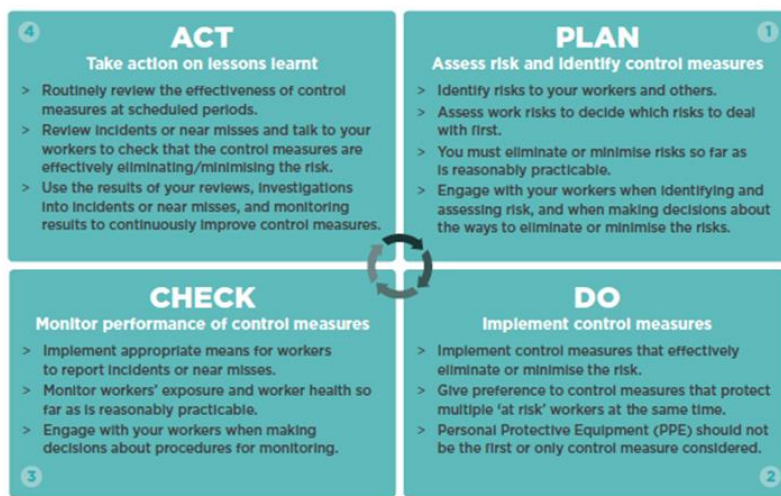 4
ACT
Take action on lessons learnt
> Routinely review the effectiveness of control
measures at scheduled periods.
> Review incidents or near misses and talk to your
workers to check that the control measures are
effectively eliminating/minimising the risk.
> Use the results of your reviews, investigations
into incidents or near misses, and monitoring
results to continuously improve control measures.
1
PLAN
Assess risk and identify control measures
> Identify risks to your workers and others.
> Assess work risks to decide which risks to deal
with first.
> You must eliminate or minimise risks so far as
is reasonably practicable.
> Engage with your workers when identifying and
assessing risk, and when making decisions about
the ways to eliminate or minimise the risks.
CHECK
Monitor performance of control measures
> Implement appropriate means for workers
to report incidents or near misses.
> Monitor workers' exposure and worker health so
far as is reasonably practicable.
> Engage with your workers when making
decisions about procedures for monitoring.
3
DO
Implement control measures
> Implement control measures that effectively
eliminate or minimise the risk.
> Give preference to control measures that protect
multiple 'at risk' workers at the same time.
> Personal Protective Equipment (PPE) should not
be the first or only control measure considered.
2